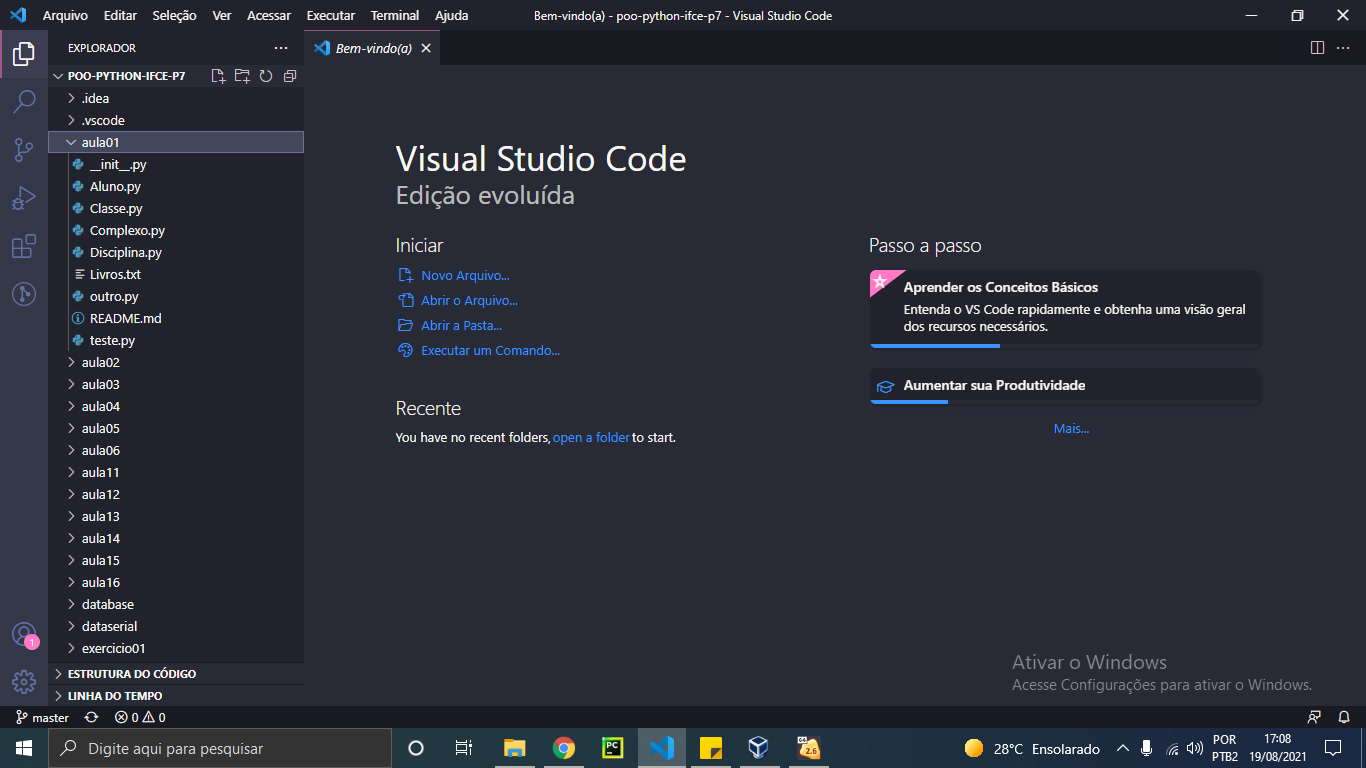 Arquivo Editar Seleção Ver Acessar Executar Terminal Ajuda Bem-vindo(a) - poo-python-ifce-p7 - Visual Studio Code
EXPLORADOR
Bem-vindo(a)
POO-PYTHON-IFCE-P7
.idea
.vscode
aula01
__init__.py
Aluno.py
Classe.py
Complexo.py
Disciplina.py
Livros.txt
outro.py
README.md
teste.py
aula02
aula03
aula04
aula05
aula06
aula11
aula12
aula13
aula14
aula15
aula16
database
dataserial
exercicio01
ESTRUTURA DO CÓDIGO
LINHA DO TEMPO
Visual Studio Code
Edição evoluída
Iniciar
Novo Arquivo...
Abrir o Arquivo...
Abrir a Pasta...
Executar um Comando...
Recente
You have no recent folders, open a folder to start.
Passo a passo
Aprender os Conceitos Básicos
Entenda o VS Code rapidamente e obtenha uma visão geral
dos recursos necessários.
Aumentar sua Produtividade
Mais...
Ativar o Windows
Acesse Configurações para ativar o Windows.
1
master 0 0
Digite aqui para pesquisar
PC
64
2.6
28°C Ensolarado
POR
PTB2
17:08
19/08/2021